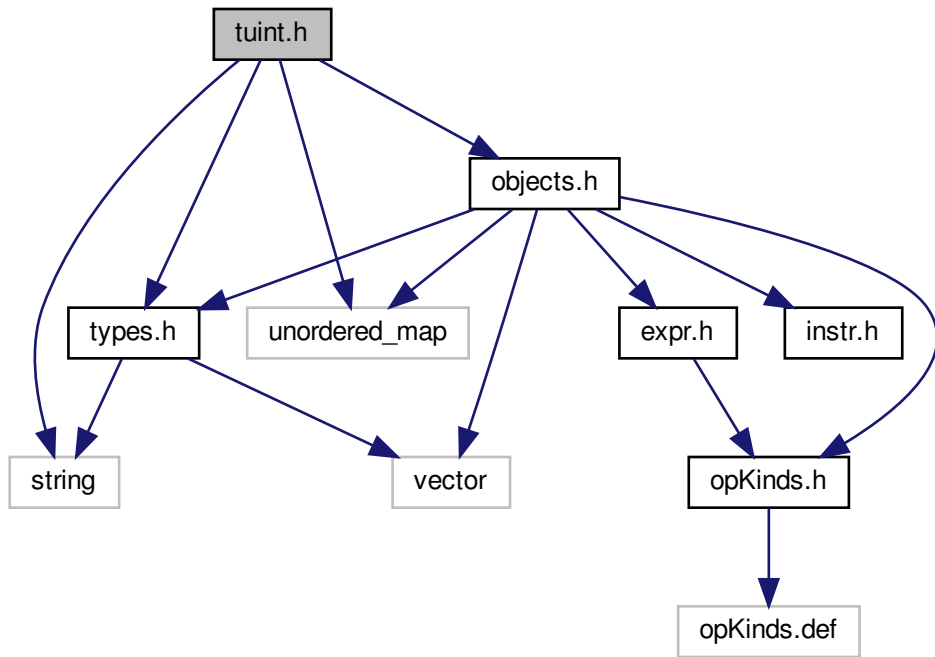 tuint.h
objects.h
types.h
unordered_map
expr.h
instr.h
string
vector
opKinds.h
opKinds.def